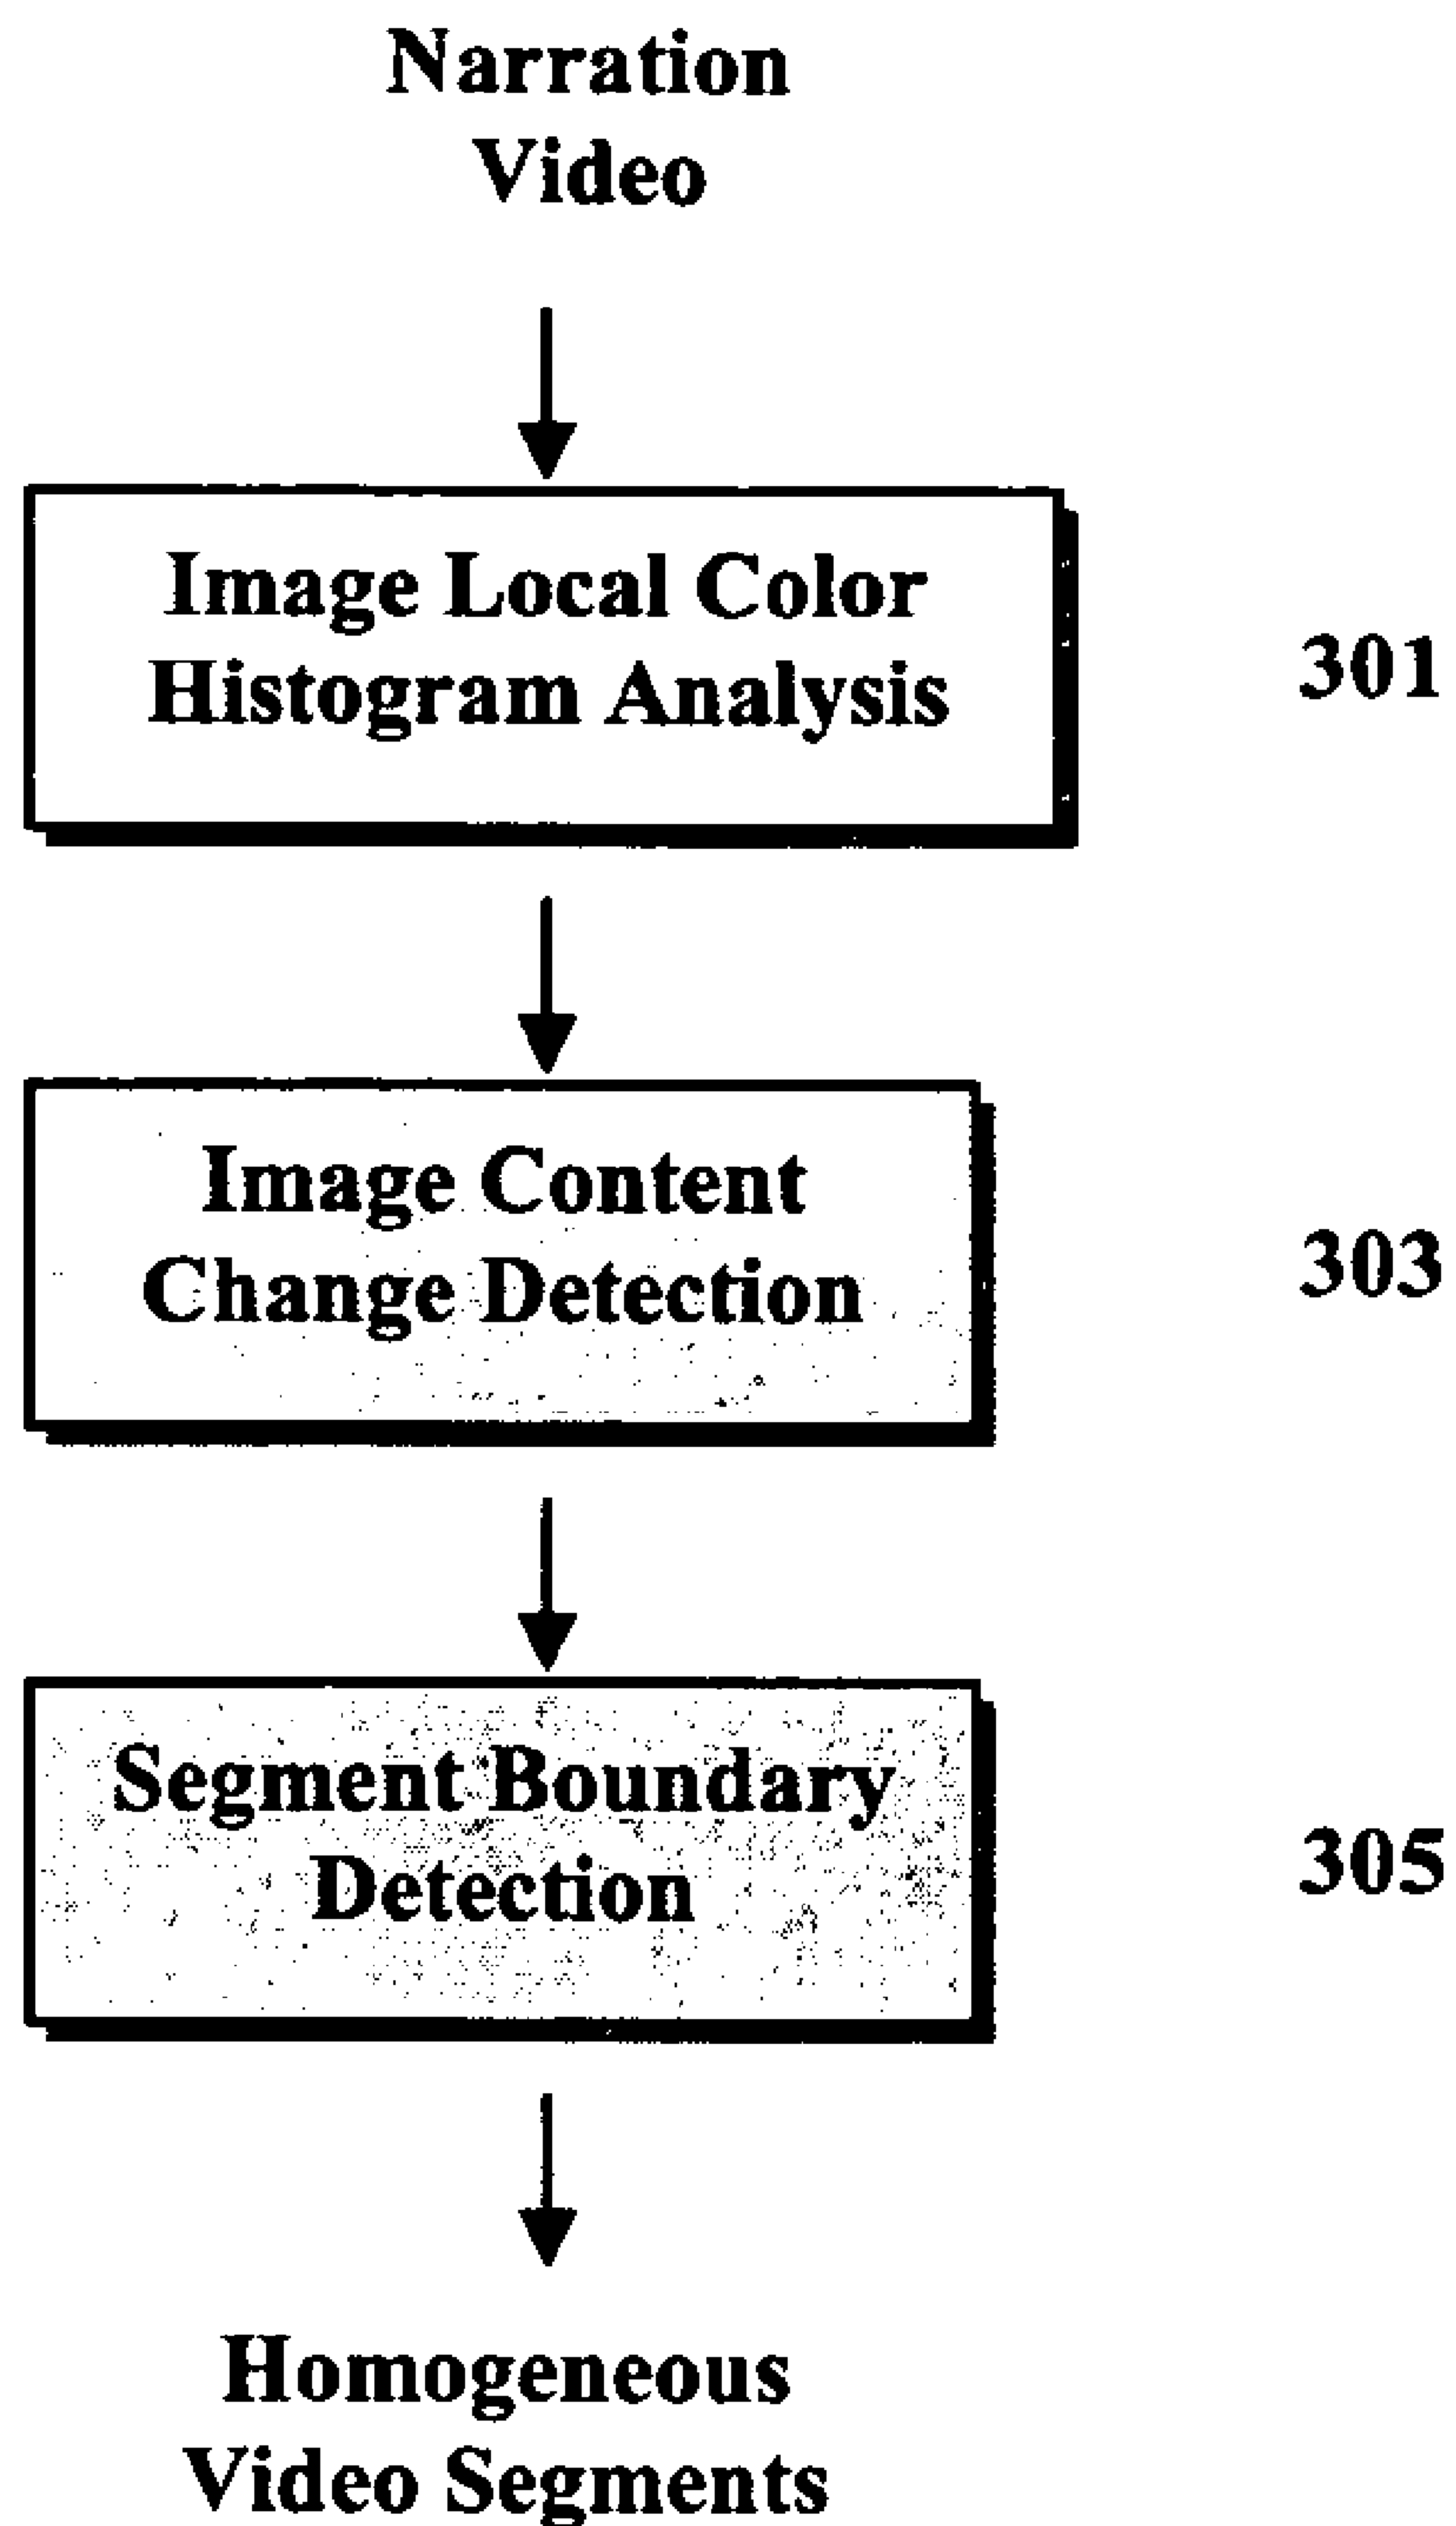 Narration
Video
Image Local Color
Histogram Analysis
301
Image Content
Change Detection
303
Segment Boundary
Detection
305
Homogeneous
Video Segments